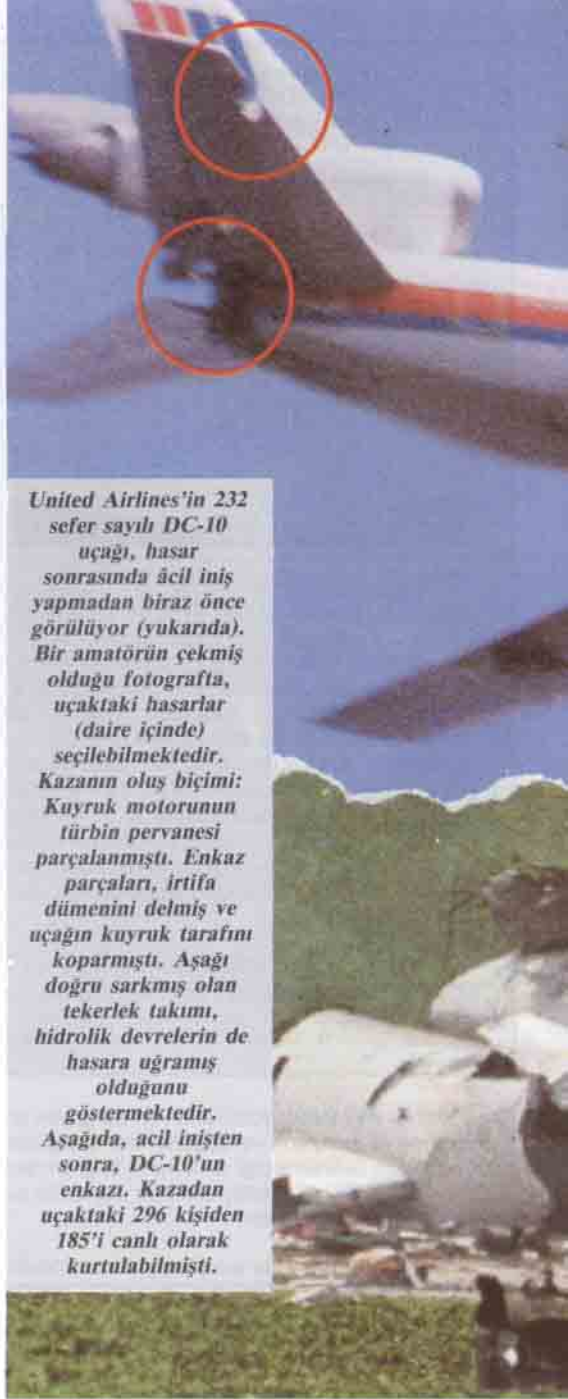 United Airlines'in 232
sefer sayılı DC-10
uçağı, hasar
sonrasında âcil iniş
yapmadan biraz önce
görülüyor (yukarıda).
Bir amatörün çekmiş
olduğu fotografta,
uçaktaki hasarlar
(daire içinde)
seçilebilmektedir.
Kazanın oluş biçimi:
Kuyruk motorunun
türbin pervanesi
parçalanmıştı. Enkaz
parçaları, irtifa
dümenini delmiş ve
uçağın kuyruk tarafını
koparmıştı. Aşağı
doğru sarkmış olan
tekerlek takımı,
hidrolik devrelerin de
hasara uğramış
olduğunu
göstermektedir.
Aşağıda, acil inişten
sonra, DC-10'un
enkazı. Kazadan
uçaktaki 296 kişiden
185'i canlı olarak
kurtulabilmişti.